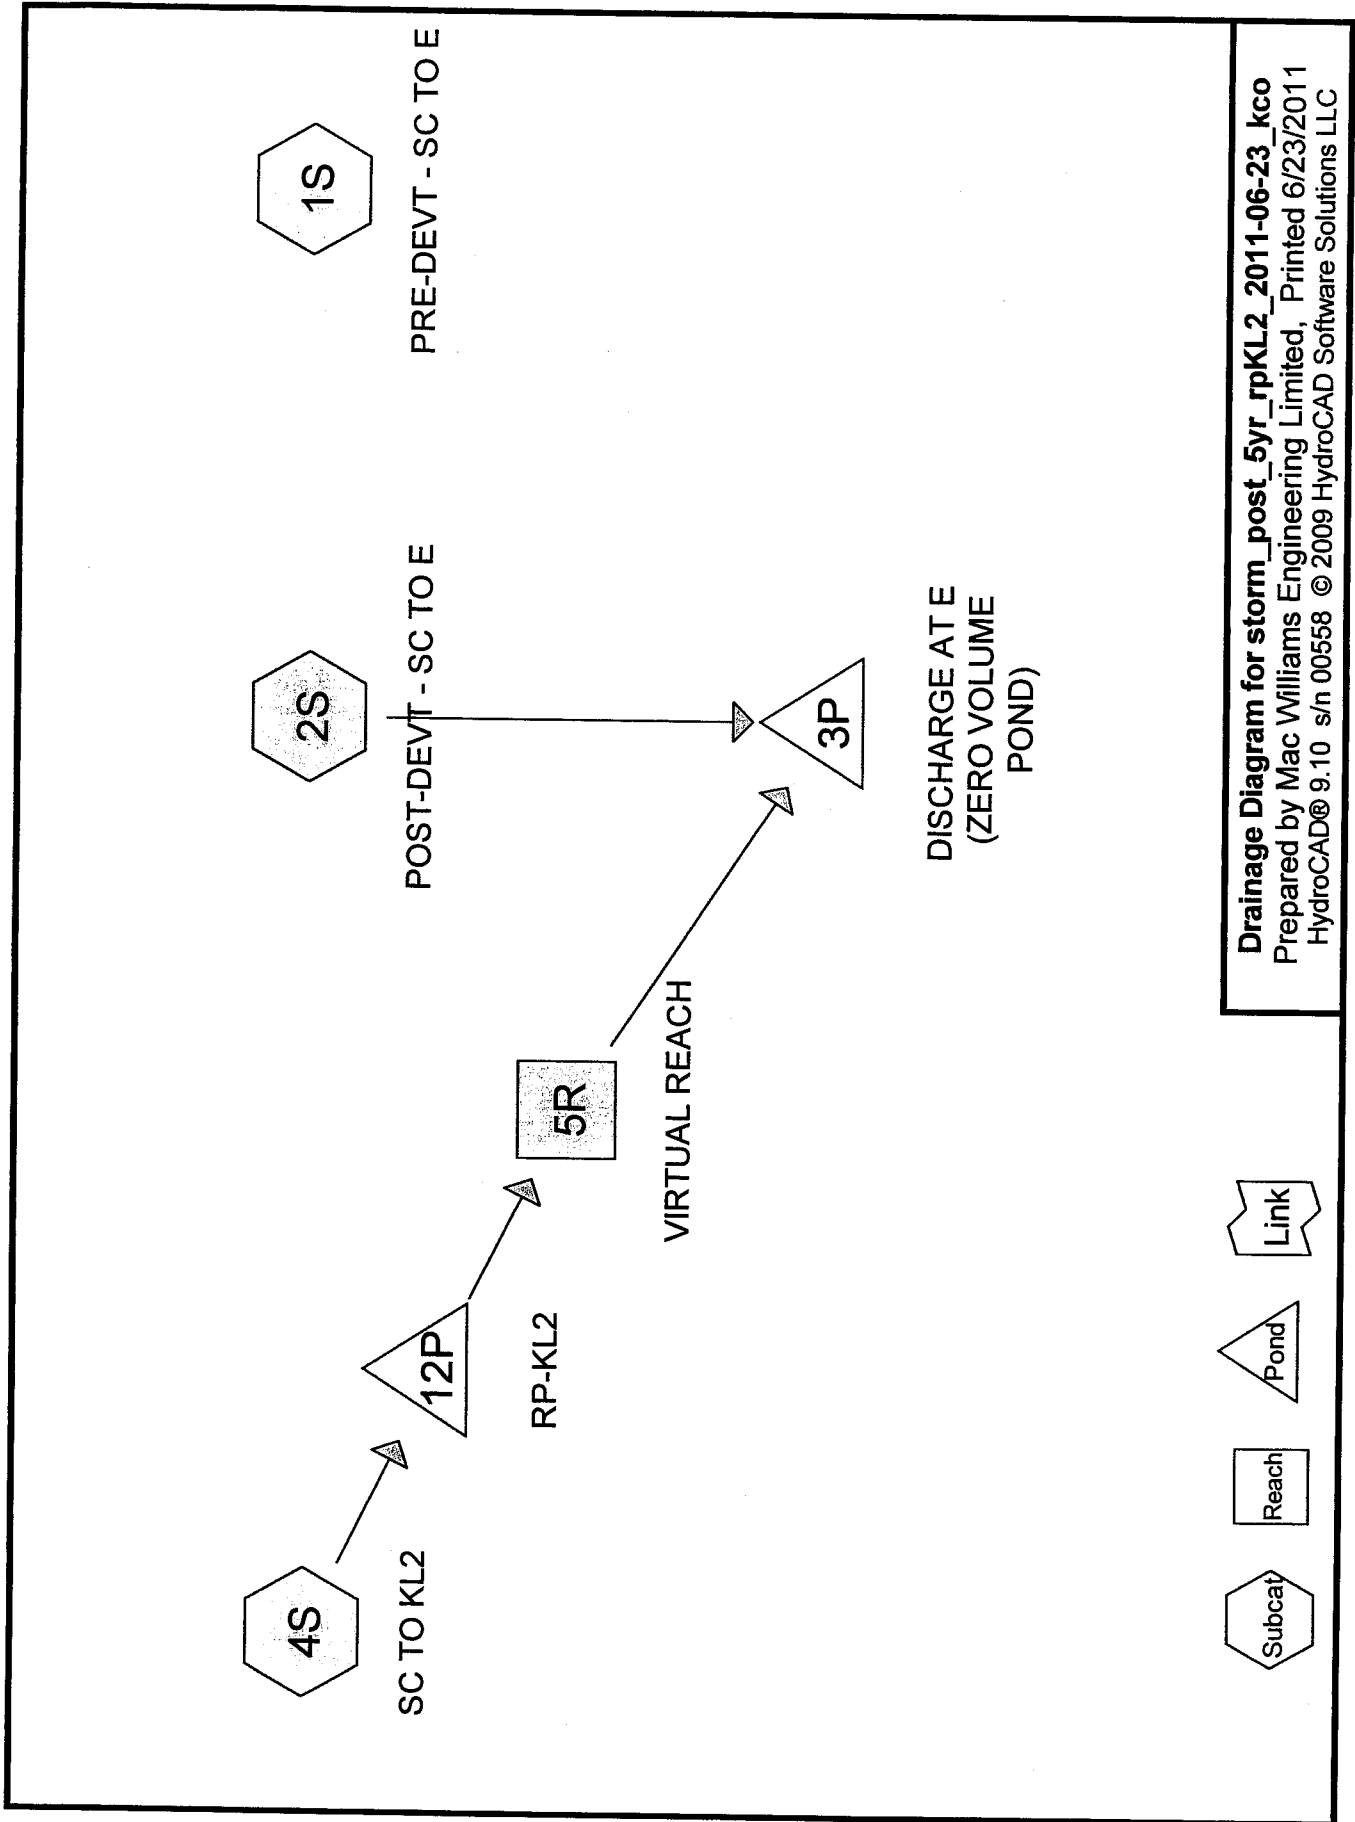 4S
SC TO KL2
12P
RP-KL2
5R
VIRTUAL REACH
2S
POST-DEVT - SC TO E
3P
DISCHARGE AT E
(ZERO VOLUME
POND)
1S
PRE-DEVT - SC TO E
Subcat
Reach
Pond
Link
Drainage Diagram for storm_post_5yr_rpKL2_2011-06-23_kco
Prepared by Mac Williams Engineering Limited, Printed 6/23/2011
HydroCAD® 9.10 s/n 00558 © 2009 HydroCAD Software Solutions LLC